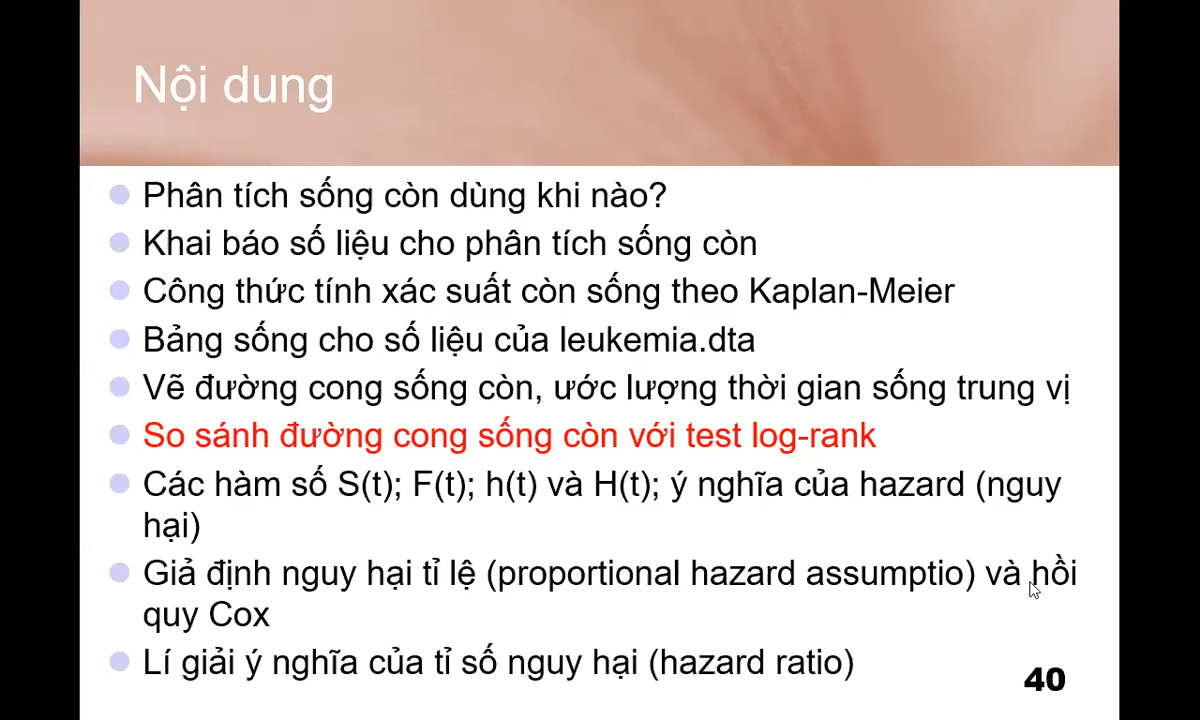 Nội dung
Phân tích sống còn dùng khi nào?
Khai báo số liệu cho phân tích sống còn
Công thức tính xác suất còn sống theo Kaplan-Meier
Bảng sống cho số liệu của leukemia.dta
Vẽ đường cong sống còn, ước lượng thời gian sống trung vị
So sánh đường cong sống còn với test log-rank
Các hàm số S(t); F(t); h(t) và H(t); ý nghĩa của hazard (nguy
hại)
Giả định nguy hại tỉ lệ (proportional hazard assumptio) và hồi
quy Cox
Lí giải ý nghĩa của tỉ số nguy hại (hazard ratio)
40